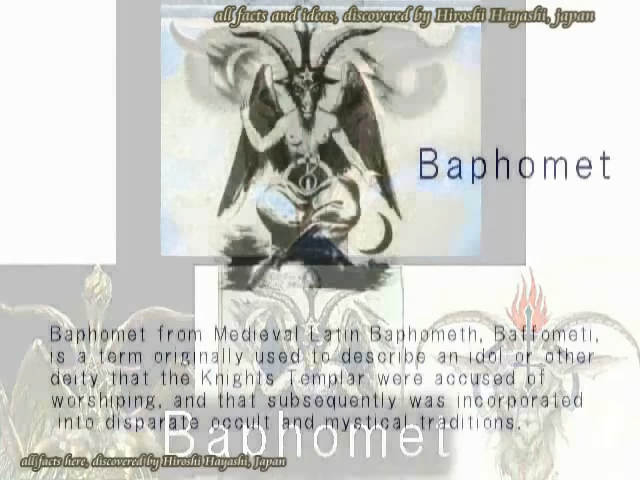 all facts and ideas, discovered by Hiroshi Hayashi, japan
Baphomet
Baphomet from Medieval Latin Baphometh, Baffometi,
is a term originally used to describe an idol or other
deity that the Knights Templar were accused of
worshiping, and that subsequently was incorporated
into disparate occult and mystical traditions.
Baphomet
all facts here, discovered by Hiroshi Hayashi, Japan